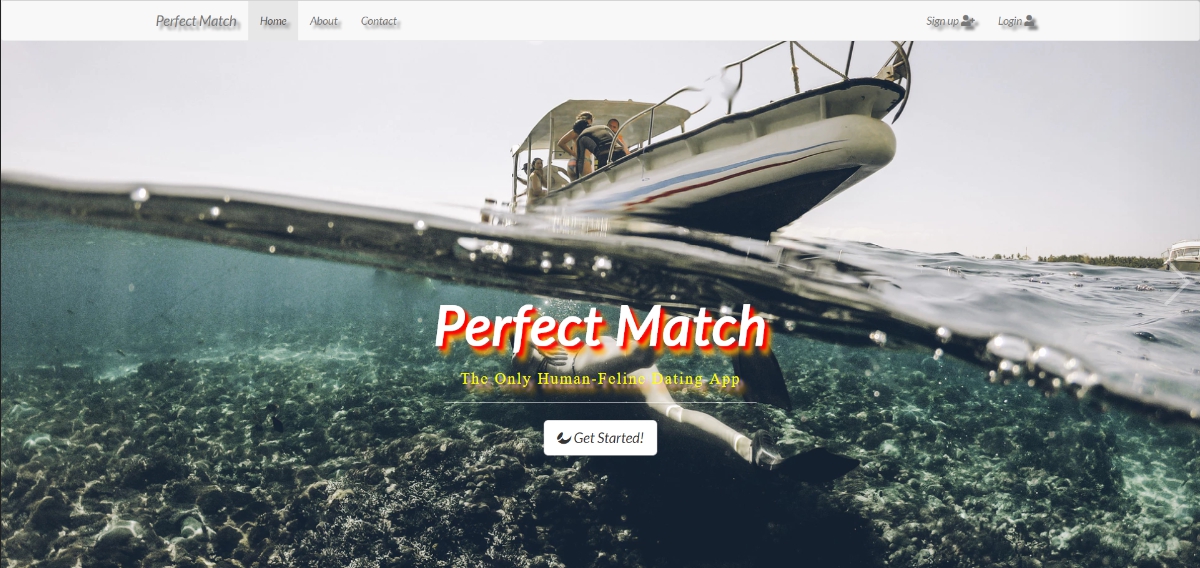 Perfect Match Home About Contact Sign up Login
Perfect Match
The Only Human-Feline Dating App
Get Started!